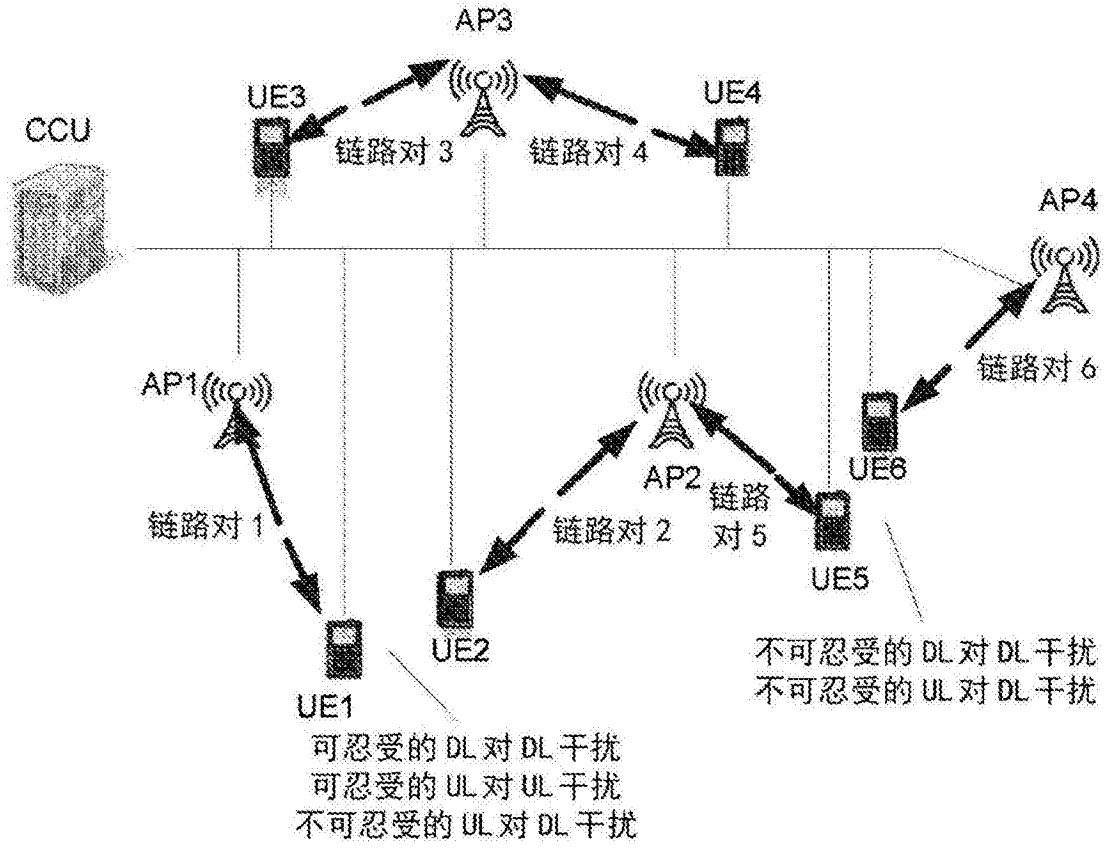 AP3
UE3
UE4
CCU
链路对 3
链路对 4
AP4
AP1
链路对 6
AP2
UE6
链路对 1
链路对 2
链路
对 5
UE5
UE2
UE1
不可忍受的 DL 对 DL 干扰
不可忍受的 UL 对 DL 干扰
可忍受的 DL 对 DL 干扰
可忍受的 UL 对 UL 干扰
不可忍受的 UL 对 DL 干扰